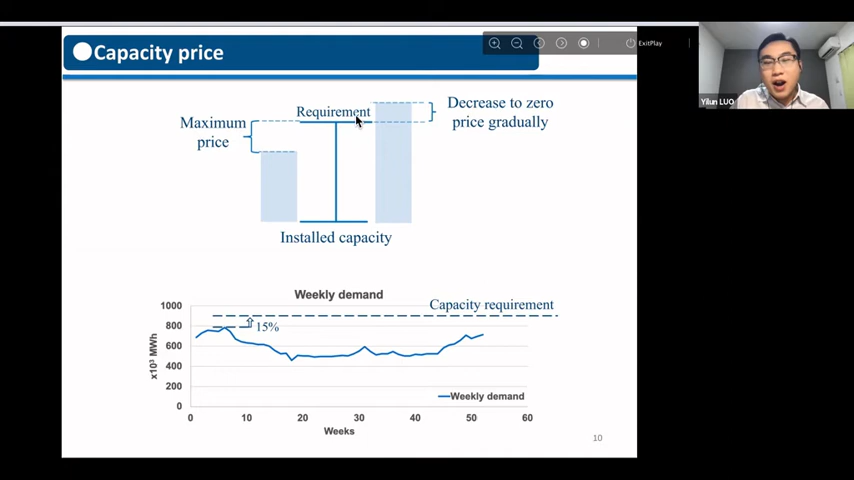 Capacity price
ExitPlay
Yilun LUO
Requirement
Maximum
price
Decrease to zero
price gradually
Installed capacity
Weekly demand
Capacity requirement
15%
x10³ MWh
1000
800
600
400
200
0
0 10 20 30 40 50 60
Weeks
Weekly demand
10